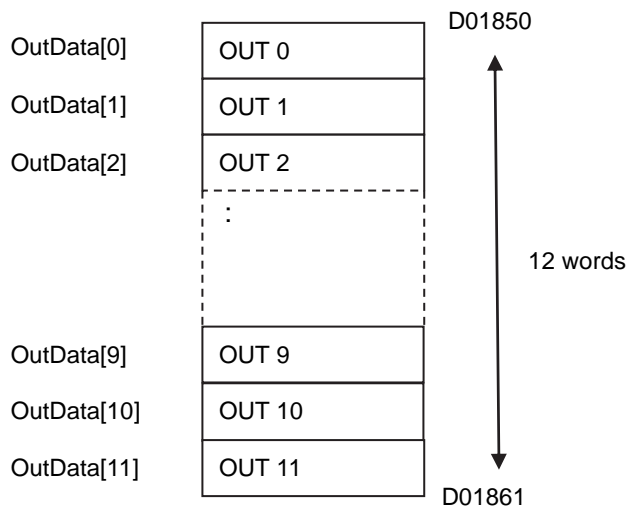 D01850
OutData[0] OUT 0
OutData[1] OUT 1
OutData[2] OUT 2
:
12 words
OutData[9] OUT 9
OutData[10] OUT 10
OutData[11] OUT 11
D01861